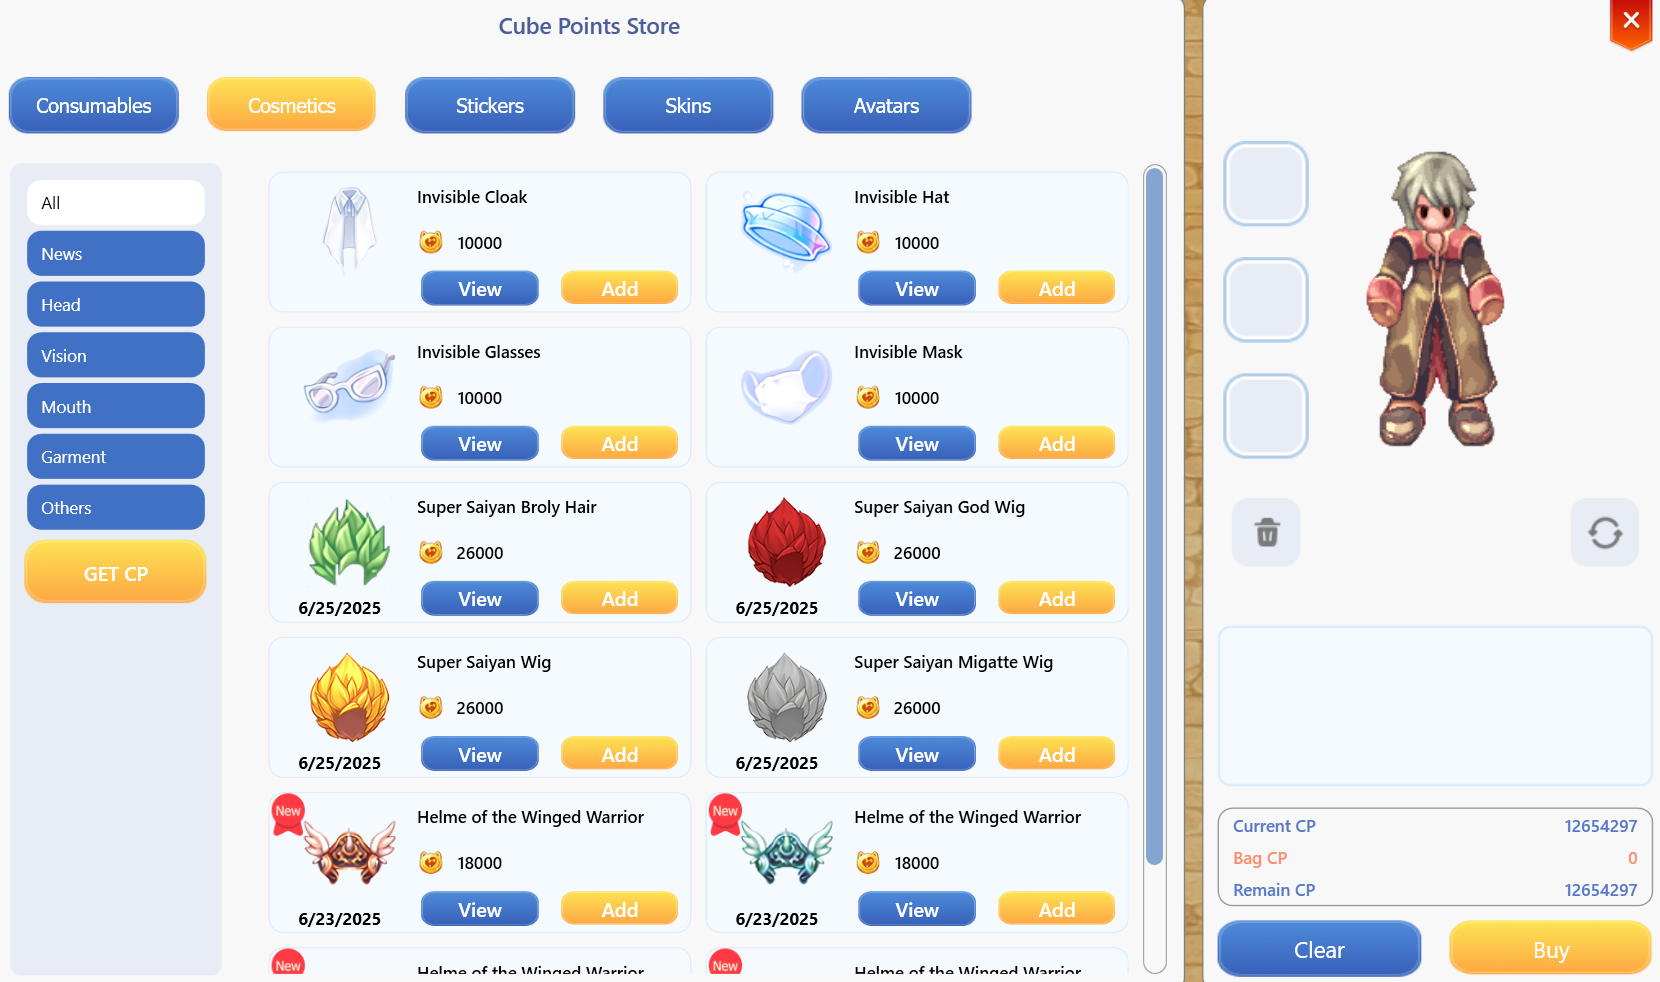 Cube Points Store
Consumables
Cosmetics
Stickers
Skins
Avatars
All
News
Head
Vision
Mouth
Garment
Others
GET CP
Invisible Cloak
10000
View
Add
Invisible Hat
10000
View
Add
Invisible Glasses
10000
View
Add
Invisible Mask
10000
View
Add
Super Saiyan Broly Hair
26000
6/25/2025
View
Add
Super Saiyan God Wig
26000
6/25/2025
View
Add
Super Saiyan Wig
26000
6/25/2025
View
Add
Super Saiyan Migatte Wig
26000
6/25/2025
View
Add
New
Helme of the Winged Warrior
18000
6/23/2025
View
Add
New
Helme of the Winged Warrior
18000
6/23/2025
View
Add
New
Helme of the Winged Warrior
New
Helme of the Winged Warrior
Current CP 12654297
Bag CP 0
Remain CP 12654297
Clear
Buy